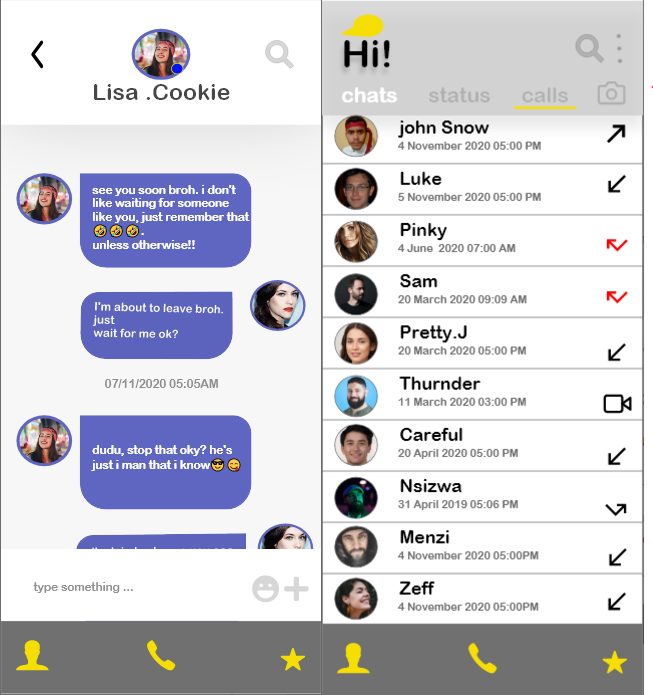 Lisa .Cookie
see you soon broh. i don't
like waiting for someone
like you, just remember that
🤣 🤣 🤣 .
unless otherwise!!
I'm about to leave broh.
just
wait for me ok?
07/11/2020 05:05AM
dudu, stop that oky? he's
just i man that i know😎 😋
type something ...
Hi!
chats status calls
john Snow
4 November 2020 05:00 PM
Luke
5 November 2020 05:00 PM
Pinky
4 June 2020 07:00 AM
Sam
20 March 2020 09:09 AM
Pretty.J
20 March 2020 05:00 PM
Thurnder
11 March 2020 03:00 PM
Careful
20 April 2020 05:00 PM
Nsizwa
31 April 2019 05:06 PM
Menzi
4 November 2020 05:00PM
Zeff
4 November 2020 05:00PM